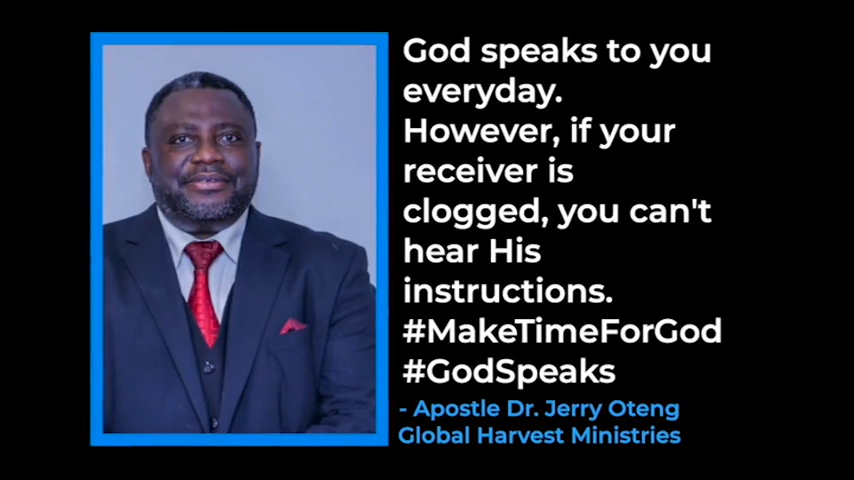 God speaks to you
everyday.
However, if your
receiver is
clogged, you can't
hear His
instructions.
#MakeTimeForGod
#GodSpeaks
- Apostle Dr. Jerry Oteng
Global Harvest Ministries